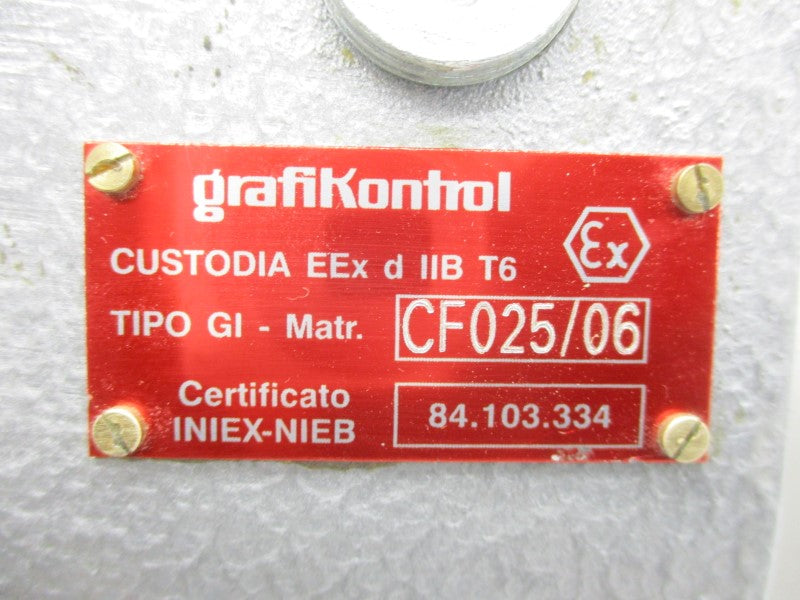 grafiKontrol
CUSTODIA EEx d IIB T6
Ex
TIPO GI - Matr. CF025/06
Certificato
INIEX-NIEB 84.103.334